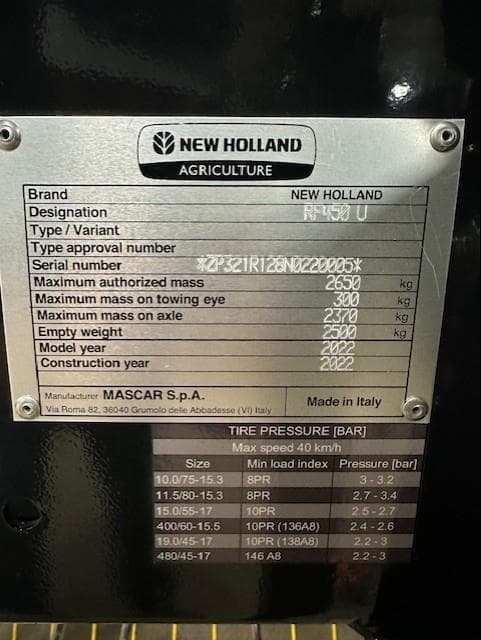 NEW HOLLAND
AGRICULTURE
Brand NEW HOLLAND
Designation RF450 U
Type / Variant
Type approval number
Serial number *ZP321R128N0220005*
Maximum authorized mass 2650 kg
Maximum mass on towing eye 300 kg
Maximum mass on axle 2370 kg
Empty weight 2500 kg
Model year 2022
Construction year 2022
Manufacturer MASCAR S.p.A. Made in Italy
Via Roma 82, 36040 Grumolo delle Abbadesse (VI) Italy
TIRE PRESSURE [BAR]
Max speed 40 km/h
Size Min load index Pressure [bar]
10.0/75-15.3 8PR 3 - 3.2
11.5/80-15.3 8PR 2.7 - 3.4
15.0/55-17 10PR 2.5 - 2.7
400/60-15.5 10PR (136A8) 2.4 - 2.6
19.0/45-17 10PR (138A8) 2.2 - 3
480/45-17 146 A8 2.2 - 3